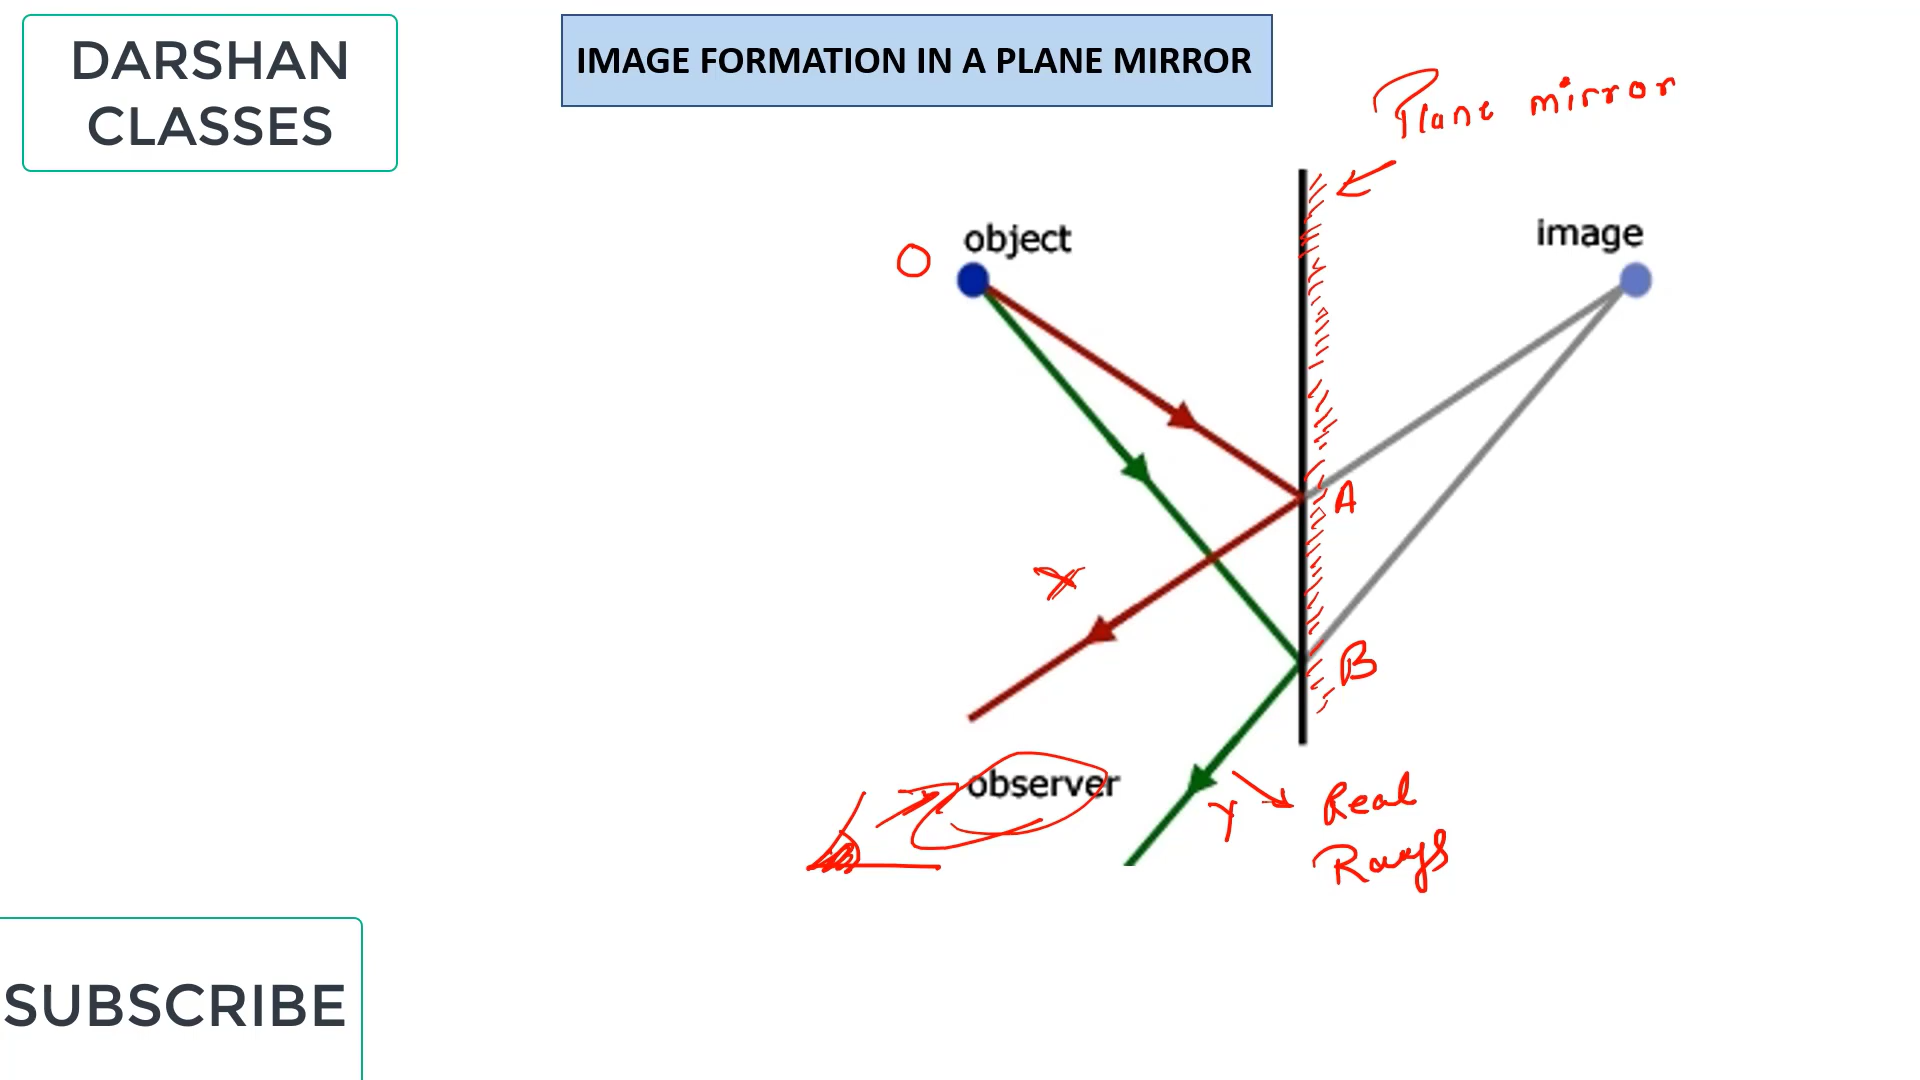 DARSHAN
CLASSES
IMAGE FORMATION IN A PLANE MIRROR
Plane mirror
object
O
image
A
X
B
observer
Y
Real
Rays
SUBSCRIBE